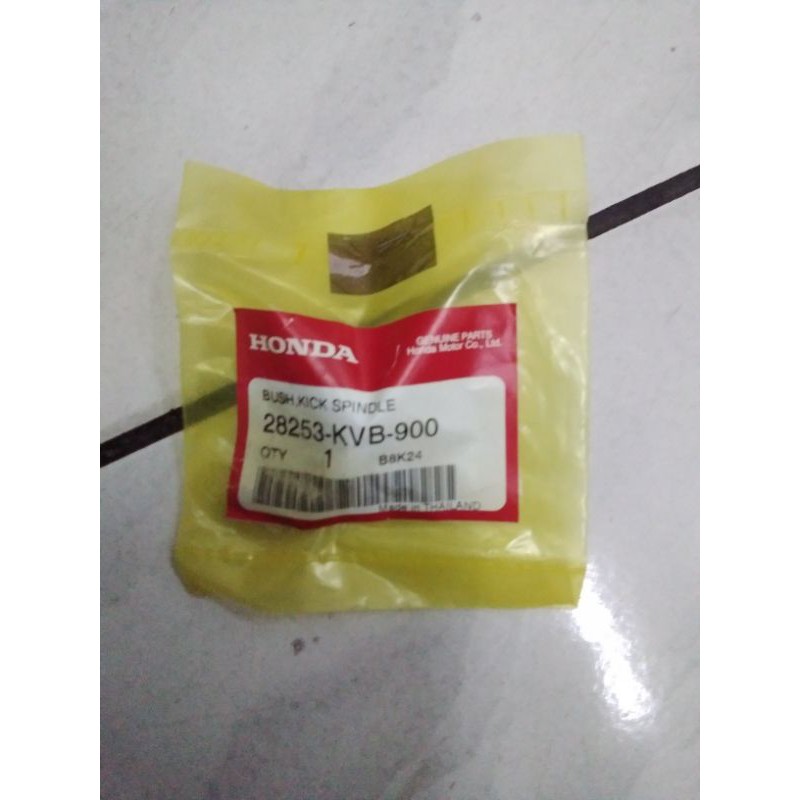 HONDA
GENUINE PARTS
Honda Motor Co., Ltd.
BUSH,KICK SPINDLE
28253-KVB-900
QTY 1 B8K24
Made in THAILAND